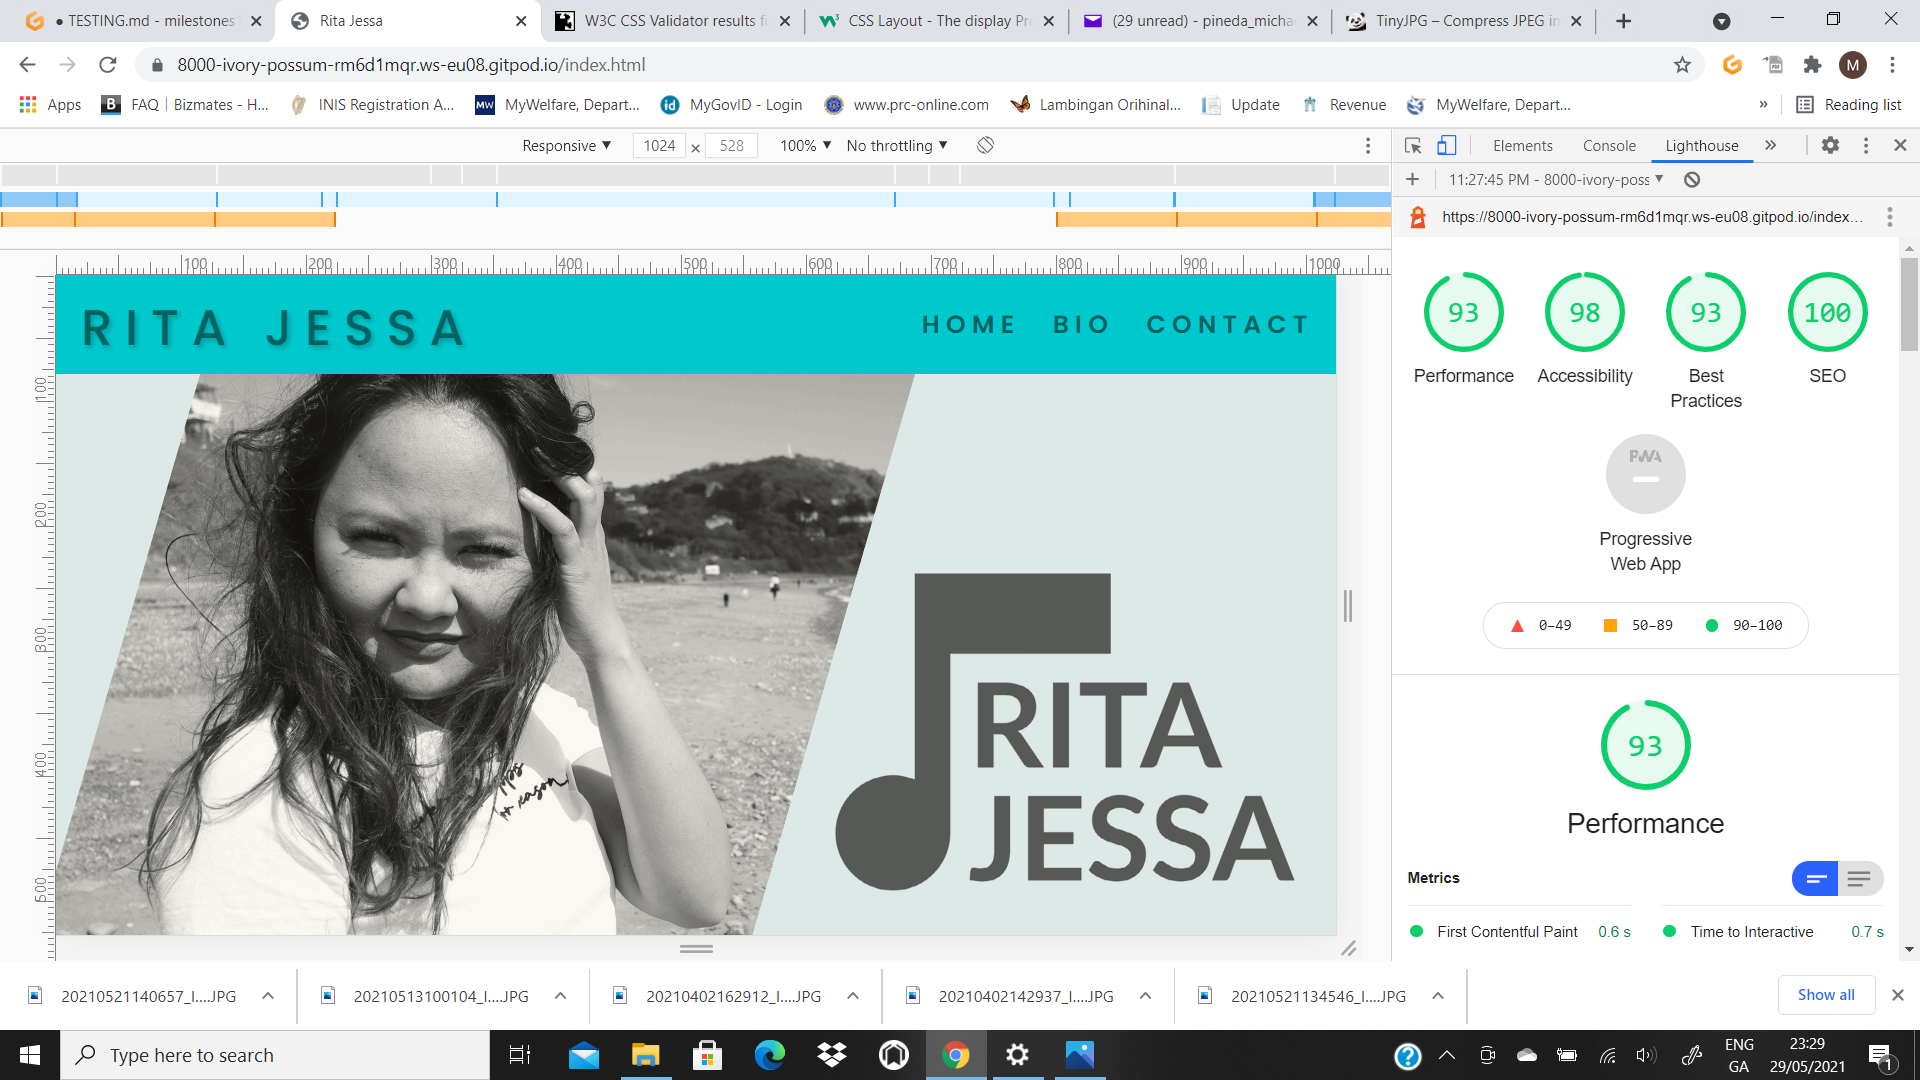 ● TESTING.md - milestones
Rita Jessa
W3C CSS Validator results f
CSS Layout - The display Pr
(29 unread) - pineda_micha
TinyJPG – Compress JPEG in
8000-ivory-possum-rm6d1mqr.ws-eu08.gitpod.io/index.html
M
Apps
FAQ | Bizmates - H...
INIS Registration A...
MyWelfare, Depart...
MyGovID - Login
www.prc-online.com
Lambingan Orihinal...
Update
Revenue
MyWelfare, Depart...
»
Reading list
Responsive ▼
1024 x 528
100% ▼
No throttling ▼
Elements
Console
Lighthouse
»
11:27:45 PM - 8000-ivory-poss ▼
https://8000-ivory-possum-rm6d1mqr.ws-eu08.gitpod.io/index...
100 200 300 400 500 600 700 800 900 1000
100
200
300
400
500
RITA JESSA
HOME BIO CONTACT
RITA
JESSA
93
Performance
98
Accessibility
93
Best
Practices
100
SEO
PWA
Progressive
Web App
0–49
50–89
90–100
93
Performance
Metrics
First Contentful Paint 0.6 s
Time to Interactive 0.7 s
20210521140657_I....JPG
20210513100104_I....JPG
20210402162912_I....JPG
20210402142937_I....JPG
20210521134546_I....JPG
Show all
Type here to search
ENG
GA
23:29
29/05/2021
1